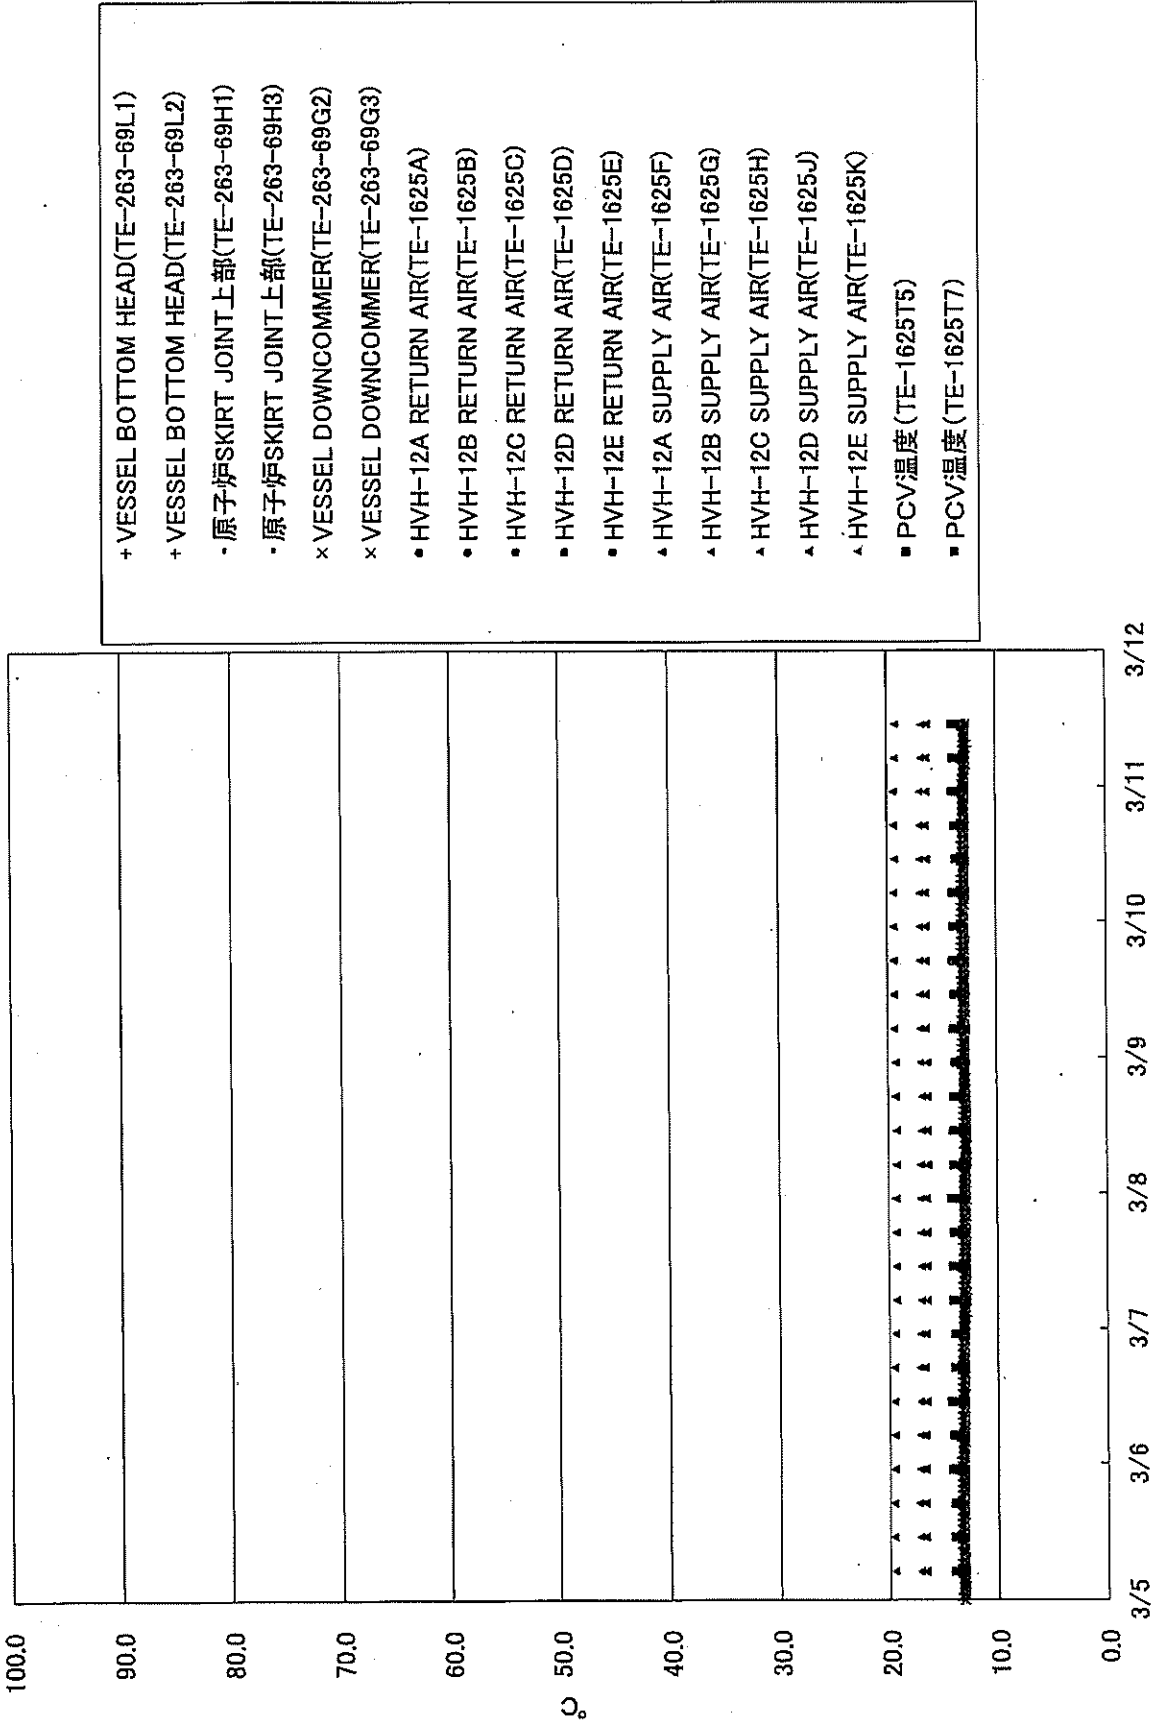 100.0
90.0
80.0
70.0
60.0
50.0
40.0
30.0
20.0
10.0
0.0
℃
3/5
3/6
3/7
3/8
3/9
3/10
3/11
3/12
+ VESSEL BOTTOM HEAD(TE-263-69L1)
+ VESSEL BOTTOM HEAD(TE-263-69L2)
・原子炉SKIRT JOINT上部(TE-263-69H1)
・原子炉SKIRT JOINT上部(TE-263-69H3)
× VESSEL DOWNCOMMER(TE-263-69G2)
× VESSEL DOWNCOMMER(TE-263-69G3)
● HVH-12A RETURN AIR(TE-1625A)
● HVH-12B RETURN AIR(TE-1625B)
● HVH-12C RETURN AIR(TE-1625C)
● HVH-12D RETURN AIR(TE-1625D)
● HVH-12E RETURN AIR(TE-1625E)
▲ HVH-12A SUPPLY AIR(TE-1625F)
▲ HVH-12B SUPPLY AIR(TE-1625G)
▲ HVH-12C SUPPLY AIR(TE-1625H)
▲ HVH-12D SUPPLY AIR(TE-1625J)
▲ HVH-12E SUPPLY AIR(TE-1625K)
■ PCV温度(TE-1625T5)
■ PCV温度(TE-1625T7)